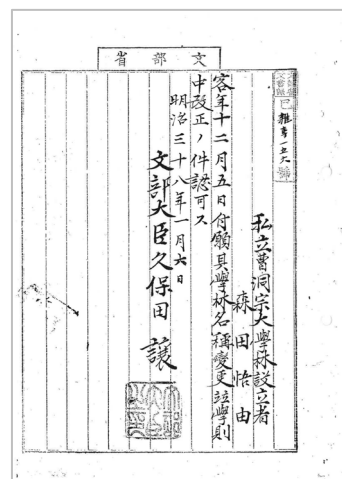 文部省
私立曹洞宗大學林設立者
森田悟由
客年十二月五日付願其學林名稱變更並學則
中改正ノ件認可ス
明治三十八年一月六日
文部大臣久保田讓